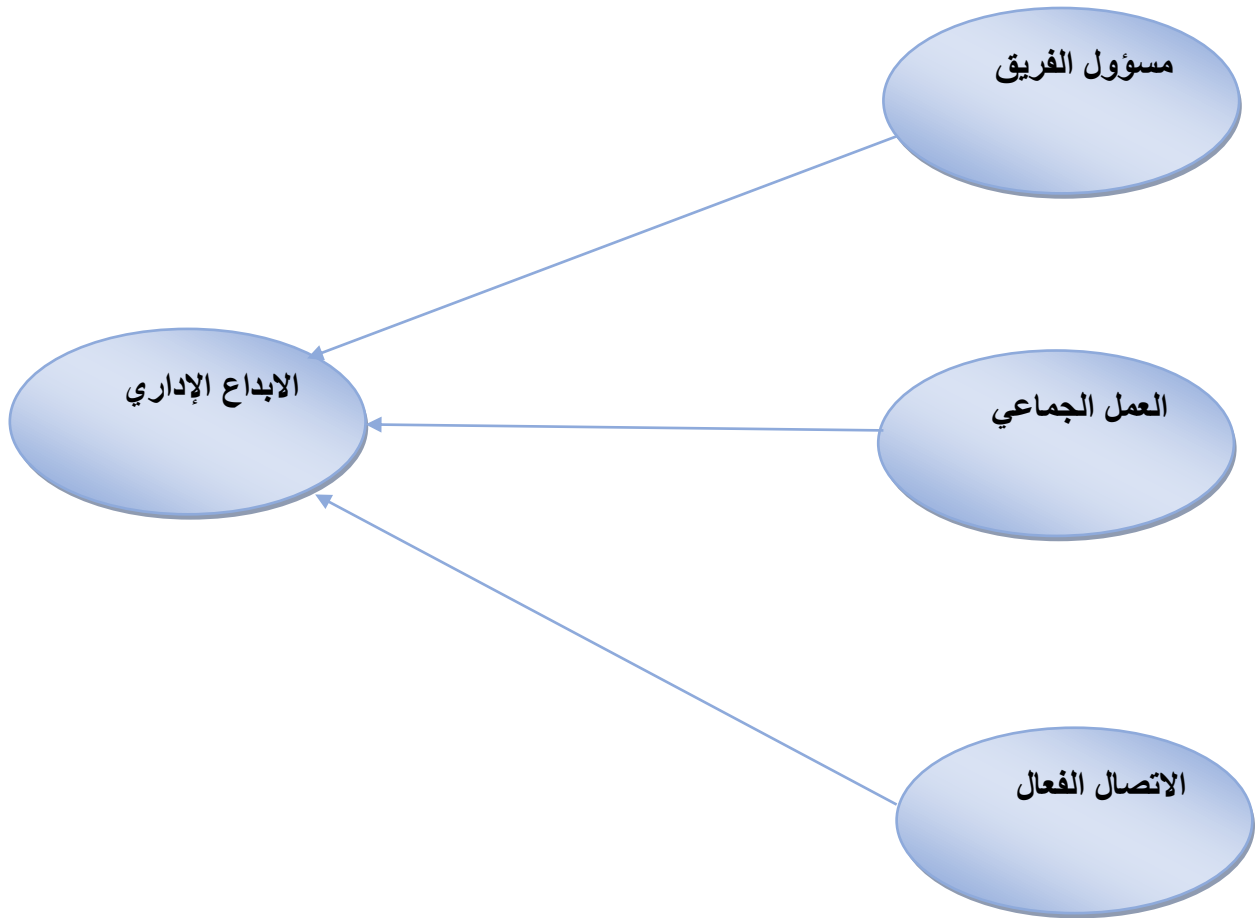 مسؤول الفريق
الابداع الإداري
العمل الجماعي
الاتصال الفعال